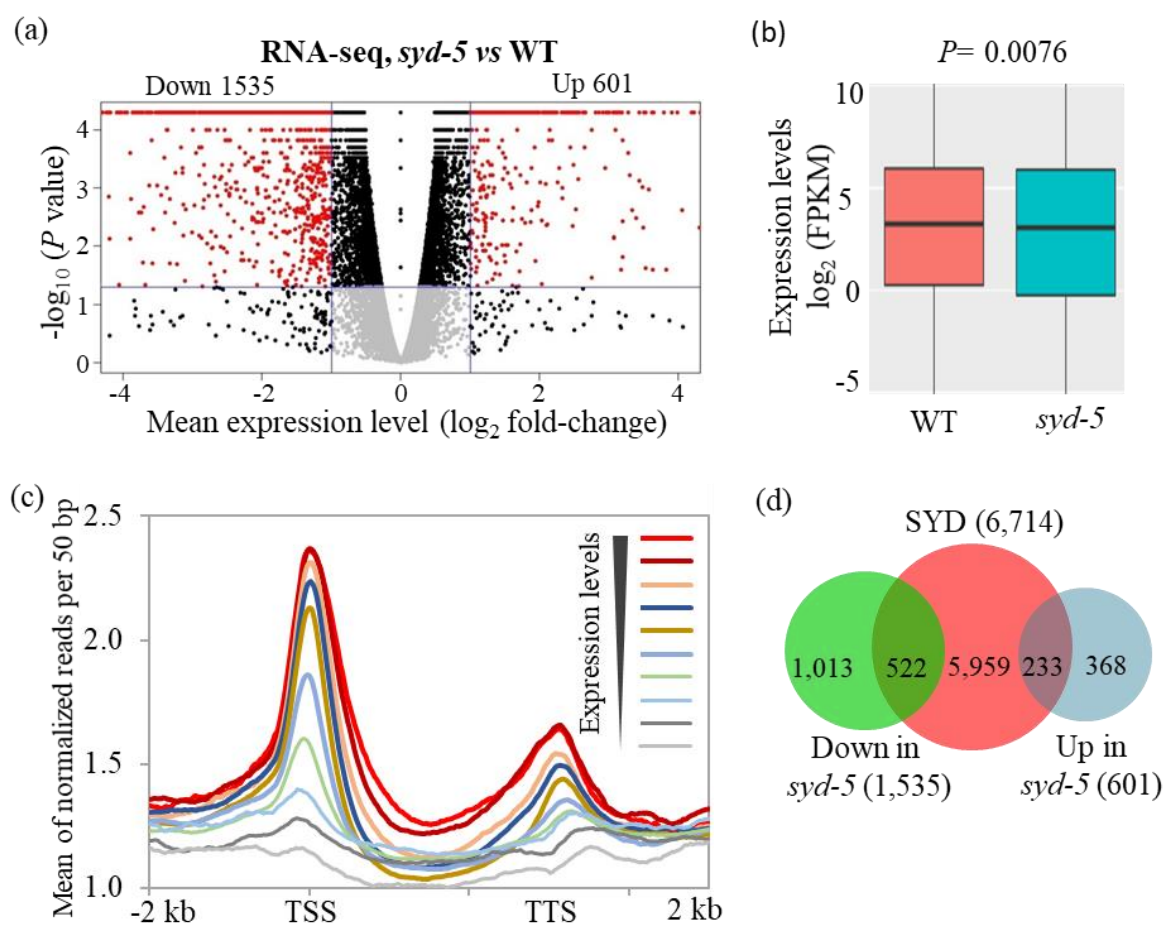 (a)
RNA-seq, syd-5 vs WT
Down 1535
Up 601
4
3
2
1
0
-log10 (P value)
-4
-2
0
2
4
Mean expression level (log2 fold-change)
(b)
P= 0.0076
10
5
0
-5
Expression levels
log2 (FPKM)
WT
syd-5
(c)
2.5
2.0
1.5
1.0
Mean of normalized reads per 50 bp
Expression levels
-2 kb
TSS
TTS
2 kb
(d)
SYD (6,714)
1,013
522
5,959
233
368
Down in
syd-5 (1,535)
Up in
syd-5 (601)